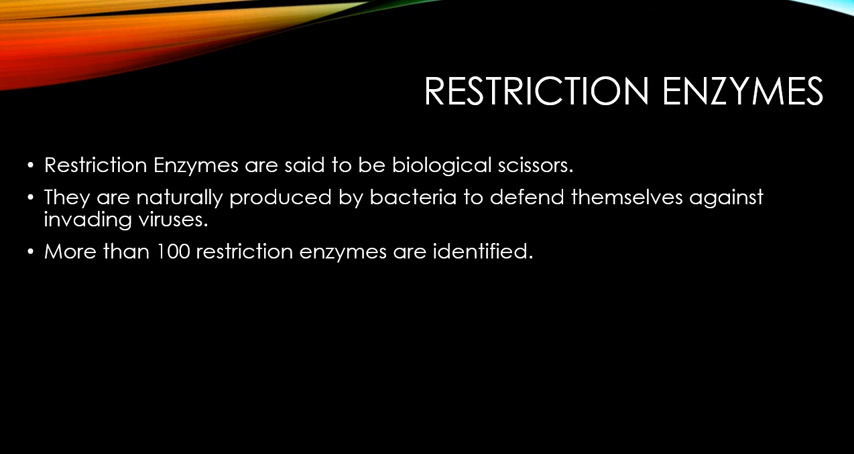 RESTRICTION ENZYMES
• Restriction Enzymes are said to be biological scissors.
• They are naturally produced by bacteria to defend themselves against
invading viruses.
• More than 100 restriction enzymes are identified.